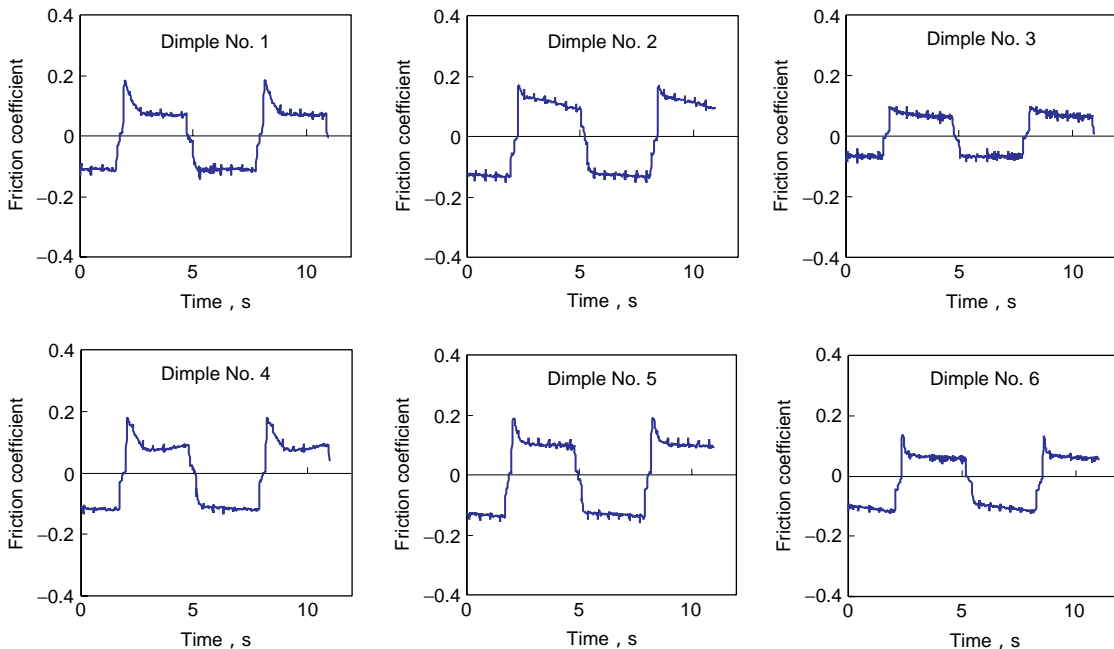 Dimple No. 1
Friction coefficient
0.4
0.2
0
−0.2
−0.4
0
5
10
Time , s
Dimple No. 2
Friction coefficient
0.4
0.2
0
−0.2
−0.4
0
5
10
Time , s
Dimple No. 3
Friction coefficient
0.4
0.2
0
−0.2
−0.4
0
5
10
Time , s
Dimple No. 4
Friction coefficient
0.4
0.2
0
−0.2
−0.4
0
5
10
Time , s
Dimple No. 5
Friction coefficient
0.4
0.2
0
−0.2
−0.4
0
5
10
Time , s
Dimple No. 6
Friction coefficient
0.4
0.2
0
−0.2
−0.4
0
5
10
Time , s